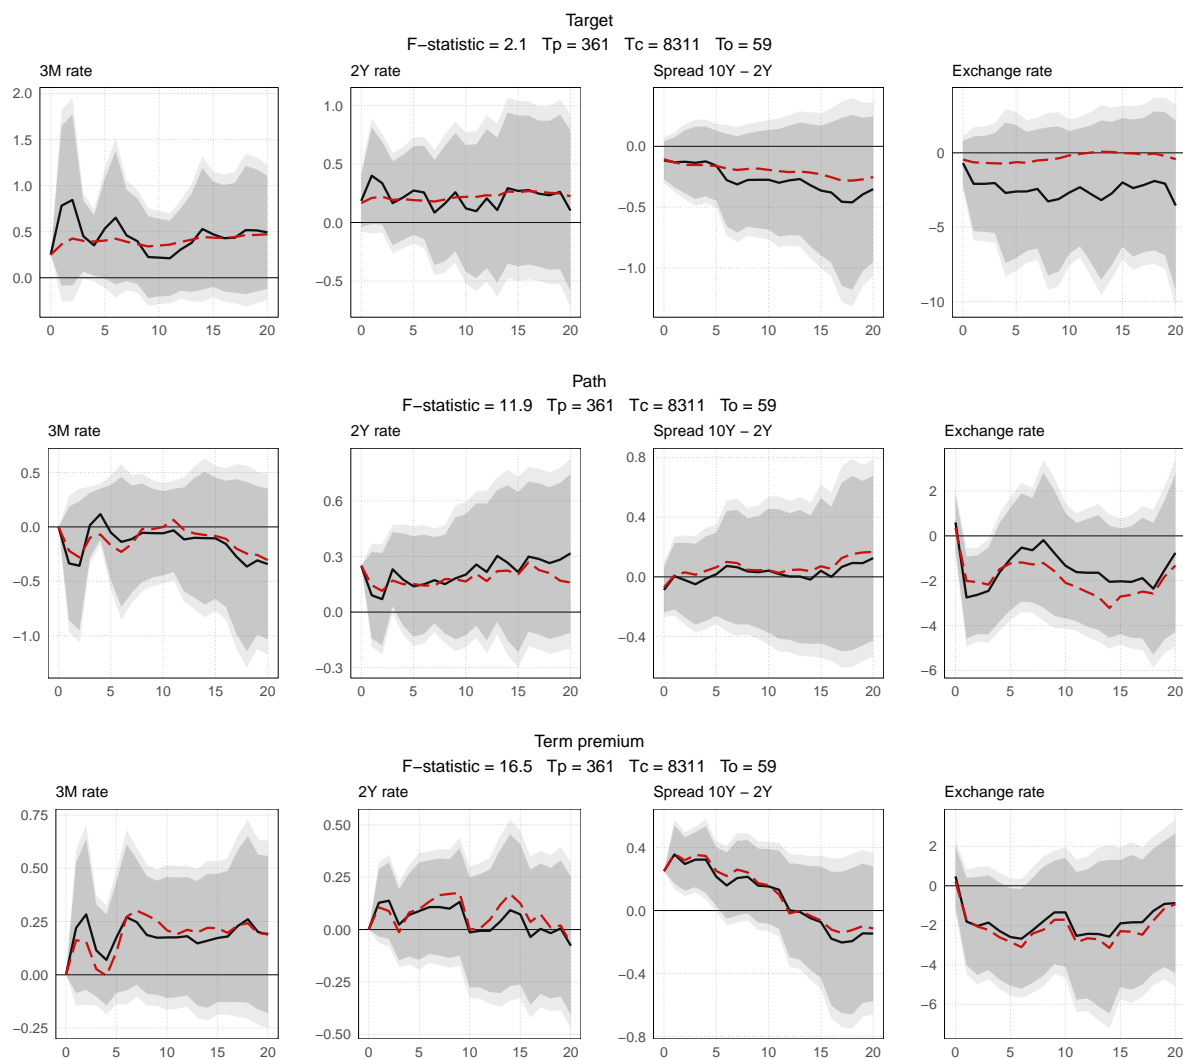 Target
F−statistic = 2.1 Tp = 361 Tc = 8311 To = 59
3M rate 2Y rate Spread 10Y − 2Y Exchange rate
2.0
1.5
1.0
0.5
0.0
0 5 10 15 20
1.0
0.5
0.0
−0.5
0 5 10 15 20
0.0
−0.5
−1.0
0 5 10 15 20
0
−5
−10
0 5 10 15 20
Path
F−statistic = 11.9 Tp = 361 Tc = 8311 To = 59
3M rate 2Y rate Spread 10Y − 2Y Exchange rate
0.5
0.0
−0.5
−1.0
0 5 10 15 20
0.6
0.3
0.0
−0.3
0 5 10 15 20
0.8
0.4
0.0
−0.4
0 5 10 15 20
2
0
−2
−4
−6
0 5 10 15 20
Term premium
F−statistic = 16.5 Tp = 361 Tc = 8311 To = 59
3M rate 2Y rate Spread 10Y − 2Y Exchange rate
0.75
0.50
0.25
0.00
−0.25
0 5 10 15 20
0.50
0.25
0.00
−0.25
−0.50
0 5 10 15 20
0.4
0.0
−0.4
−0.8
0 5 10 15 20
2
0
−2
−4
−6
0 5 10 15 20